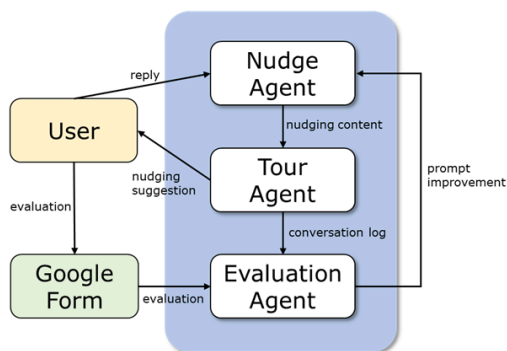 Nudge
Agent
reply
User
nudging content
nudging
suggestion
Tour
Agent
prompt
improvement
evaluation
conversation log
Google
Form
evaluation
Evaluation
Agent